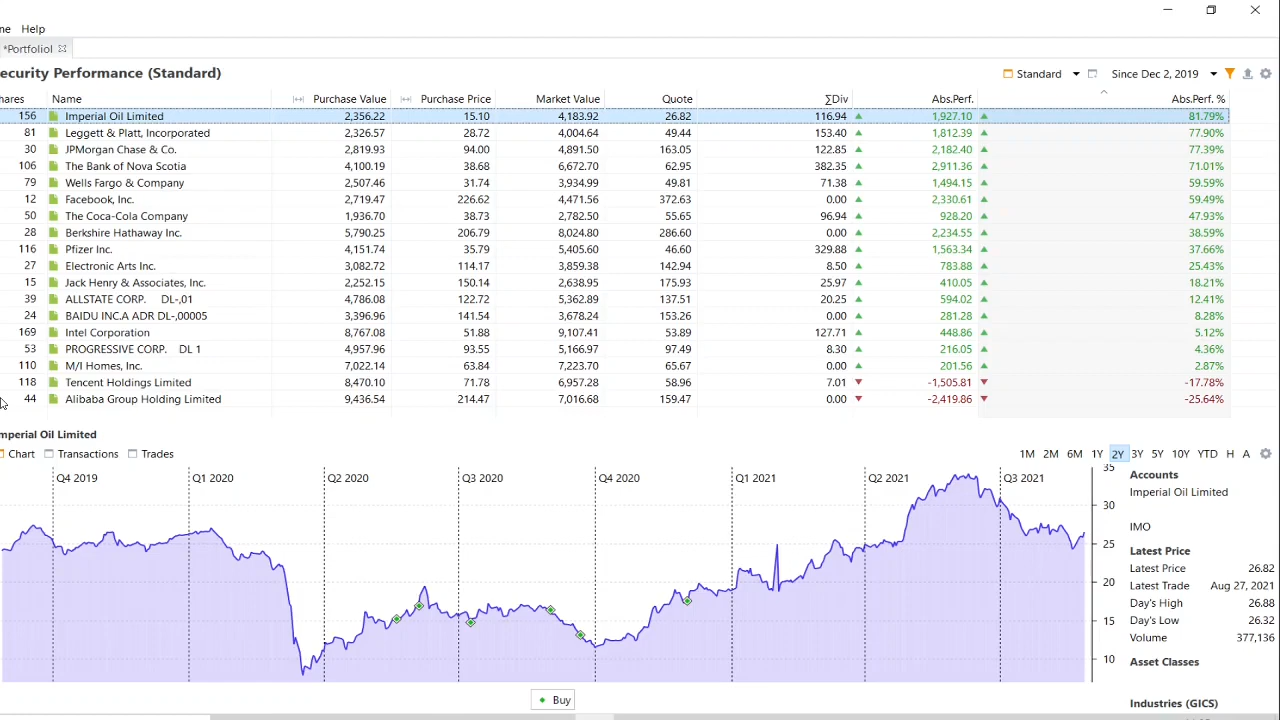 ne Help
*Portfoliol
ecurity Performance (Standard)
Standard Since Dec 2, 2019
hares Name Purchase Value Purchase Price Market Value Quote ∑Div Abs.Perf. Abs.Perf. %
156 Imperial Oil Limited 2,356.22 15.10 4,183.92 26.82 116.94 1,927.10 81.79%
81 Leggett & Platt, Incorporated 2,326.57 28.72 4,004.64 49.44 153.40 1,812.39 77.90%
30 JPMorgan Chase & Co. 2,819.93 94.00 4,891.50 163.05 122.85 2,182.40 77.39%
106 The Bank of Nova Scotia 4,100.19 38.68 6,672.70 62.95 382.35 2,911.36 71.01%
79 Wells Fargo & Company 2,507.46 31.74 3,934.99 49.81 71.38 1,494.15 59.59%
12 Facebook, Inc. 2,719.47 226.62 4,471.56 372.63 0.00 2,330.61 59.49%
50 The Coca-Cola Company 1,936.70 38.73 2,782.50 55.65 96.94 928.20 47.93%
28 Berkshire Hathaway Inc. 5,790.25 206.79 8,024.80 286.60 0.00 2,234.55 38.59%
116 Pfizer Inc. 4,151.74 35.79 5,405.60 46.60 329.88 1,563.34 37.66%
27 Electronic Arts Inc. 3,082.72 114.17 3,859.38 142.94 8.50 783.88 25.43%
15 Jack Henry & Associates, Inc. 2,252.15 150.14 2,638.95 175.93 25.97 410.05 18.21%
39 ALLSTATE CORP. DL-,01 4,786.08 122.72 5,362.89 137.51 20.25 594.02 12.41%
24 BAIDU INC.A ADR DL-,00005 3,396.96 141.54 3,678.24 153.26 0.00 281.28 8.28%
169 Intel Corporation 8,767.08 51.88 9,107.41 53.89 127.71 448.86 5.12%
53 PROGRESSIVE CORP. DL 1 4,957.96 93.55 5,166.97 97.49 8.30 216.05 4.36%
110 M/I Homes, Inc. 7,022.14 63.84 7,223.70 65.67 0.00 201.56 2.87%
118 Tencent Holdings Limited 8,470.10 71.78 6,957.28 58.96 7.01 -1,505.81 -17.78%
44 Alibaba Group Holding Limited 9,436.54 214.47 7,016.68 159.47 0.00 -2,419.86 -25.64%
mperial Oil Limited
Chart Transactions Trades 1M 2M 6M 1Y 2Y 3Y 5Y 10Y YTD H A
Q4 2019 Q1 2020 Q2 2020 Q3 2020 Q4 2020 Q1 2021 Q2 2021 Q3 2021
35
30
25
20
15
10
Buy
Accounts
Imperial Oil Limited
IMO
Latest Price
Latest Price 26.82
Latest Trade Aug 27, 2021
Day's High 26.88
Day's Low 26.32
Volume 377,136
Asset Classes
Industries (GICS)